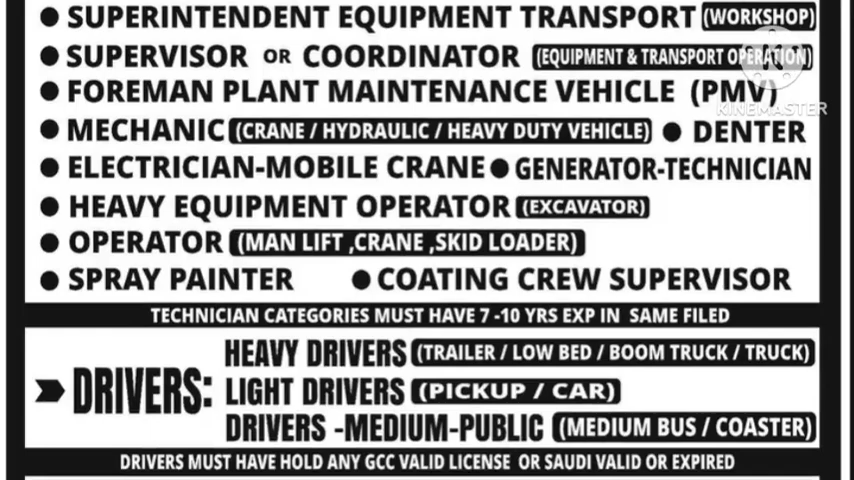 ● SUPERINTENDENT EQUIPMENT TRANSPORT (WORKSHOP)
● SUPERVISOR OR COORDINATOR (EQUIPMENT & TRANSPORT OPERATION)
● FOREMAN PLANT MAINTENANCE VEHICLE (PMV)
KINEMASTER
● MECHANIC (CRANE / HYDRAULIC / HEAVY DUTY VEHICLE) ● DENTER
● ELECTRICIAN-MOBILE CRANE ● GENERATOR-TECHNICIAN
● HEAVY EQUIPMENT OPERATOR (EXCAVATOR)
● OPERATOR (MAN LIFT ,CRANE ,SKID LOADER)
● SPRAY PAINTER ● COATING CREW SUPERVISOR
TECHNICIAN CATEGORIES MUST HAVE 7 -10 YRS EXP IN SAME FILED
DRIVERS:
HEAVY DRIVERS (TRAILER / LOW BED / BOOM TRUCK / TRUCK)
LIGHT DRIVERS (PICKUP / CAR)
DRIVERS -MEDIUM-PUBLIC (MEDIUM BUS / COASTER)
DRIVERS MUST HAVE HOLD ANY GCC VALID LICENSE OR SAUDI VALID OR EXPIRED